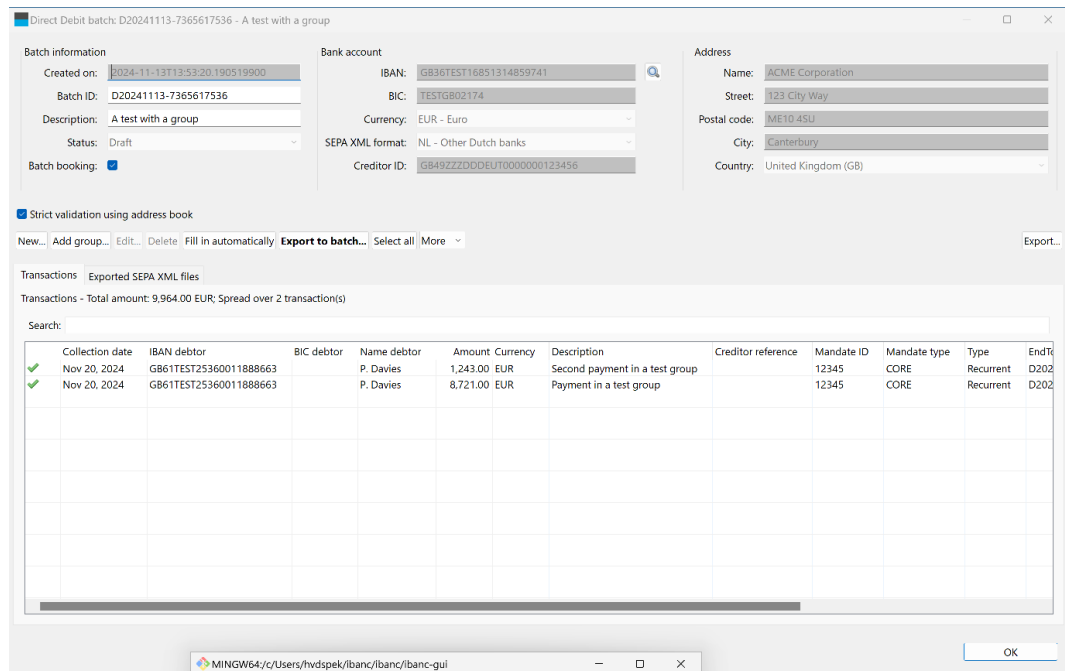 Direct Debit batch: D20241113-7365617536 - A test with a group
Batch information
Created on: 2024-11-13T13:53:20.190519900
Batch ID: D20241113-7365617536
Description: A test with a group
Status: Draft
Batch booking:
Bank account
IBAN: GB36TEST16851314859741
BIC: TESTGB02174
Currency: EUR - Euro
SEPA XML format: NL - Other Dutch banks
Creditor ID: GB49ZZZDDDEUT0000000123456
Address
Name: ACME Corporation
Street: 123 City Way
Postal code: ME10 4SU
City: Canterbury
Country: United Kingdom (GB)
Strict validation using address book
New... Add group... Edit... Delete Fill in automatically Export to batch... Select all More Export...
Transactions Exported SEPA XML files
Transactions - Total amount: 9,964.00 EUR; Spread over 2 transaction(s)
Search:
Collection date IBAN debtor BIC debtor Name debtor Amount Currency Description Creditor reference Mandate ID Mandate type Type EndTo
Nov 20, 2024 GB61TEST25360011888663 P. Davies 1,243.00 EUR Second payment in a test group 12345 CORE Recurrent D202
Nov 20, 2024 GB61TEST25360011888663 P. Davies 8,721.00 EUR Payment in a test group 12345 CORE Recurrent D202
OK
MINGW64:/c/Users/hvdspek/ibanc/ibanc/ibanc-gui